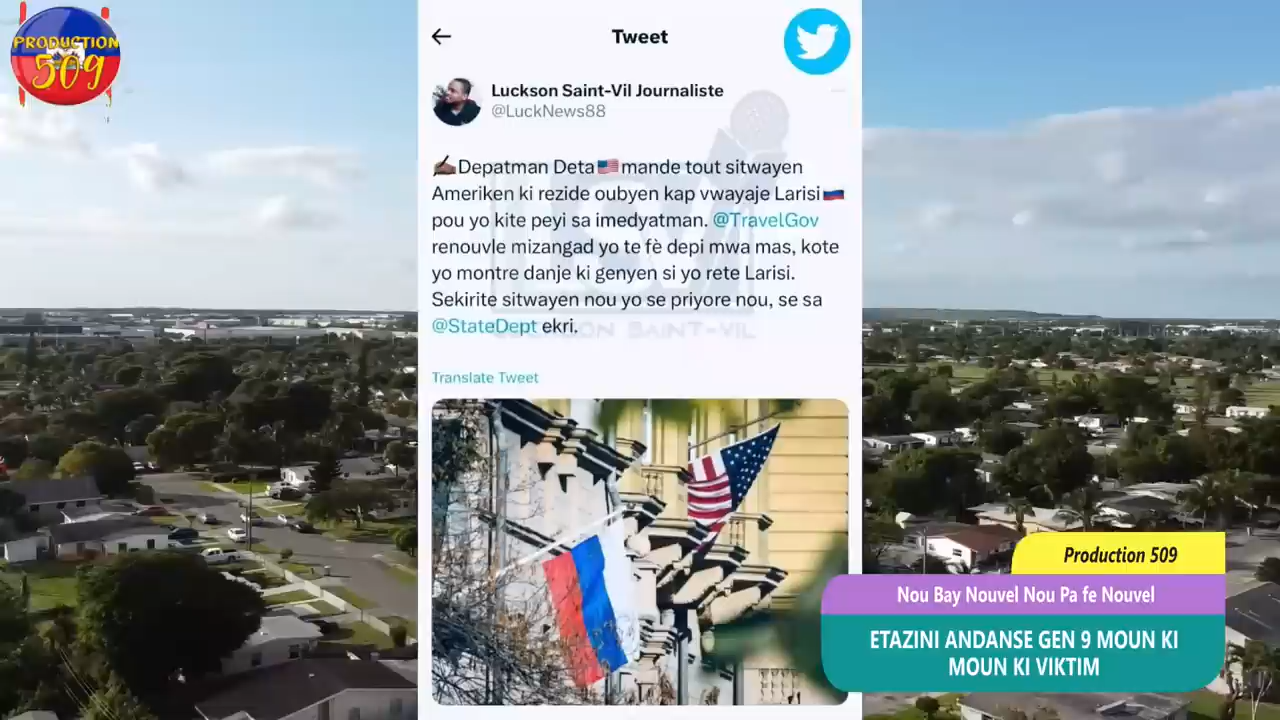 PRODUCTION
509
Tweet
Luckson Saint-Vil Journaliste
@LuckNews88
Depatman Deta mande tout sitwayen
Ameriken ki rezide oubyen kap vwayaje Larisi
pou yo kite peyi sa imedyatman. @TravelGov
renouvle mizangad yo te fè depi mwa mas, kote
yo montre danje ki genyen si yo rete Larisi.
Sekirite sitwayen nou yo se priyore nou, se sa
@StateDept ekri.
LUCKSON SAINT-VIL
Translate Tweet
Production 509
Nou Bay Nouvel Nou Pa fe Nouvel
ETAZINI ANDANSE GEN 9 MOUN KI
MOUN KI VIKTIM